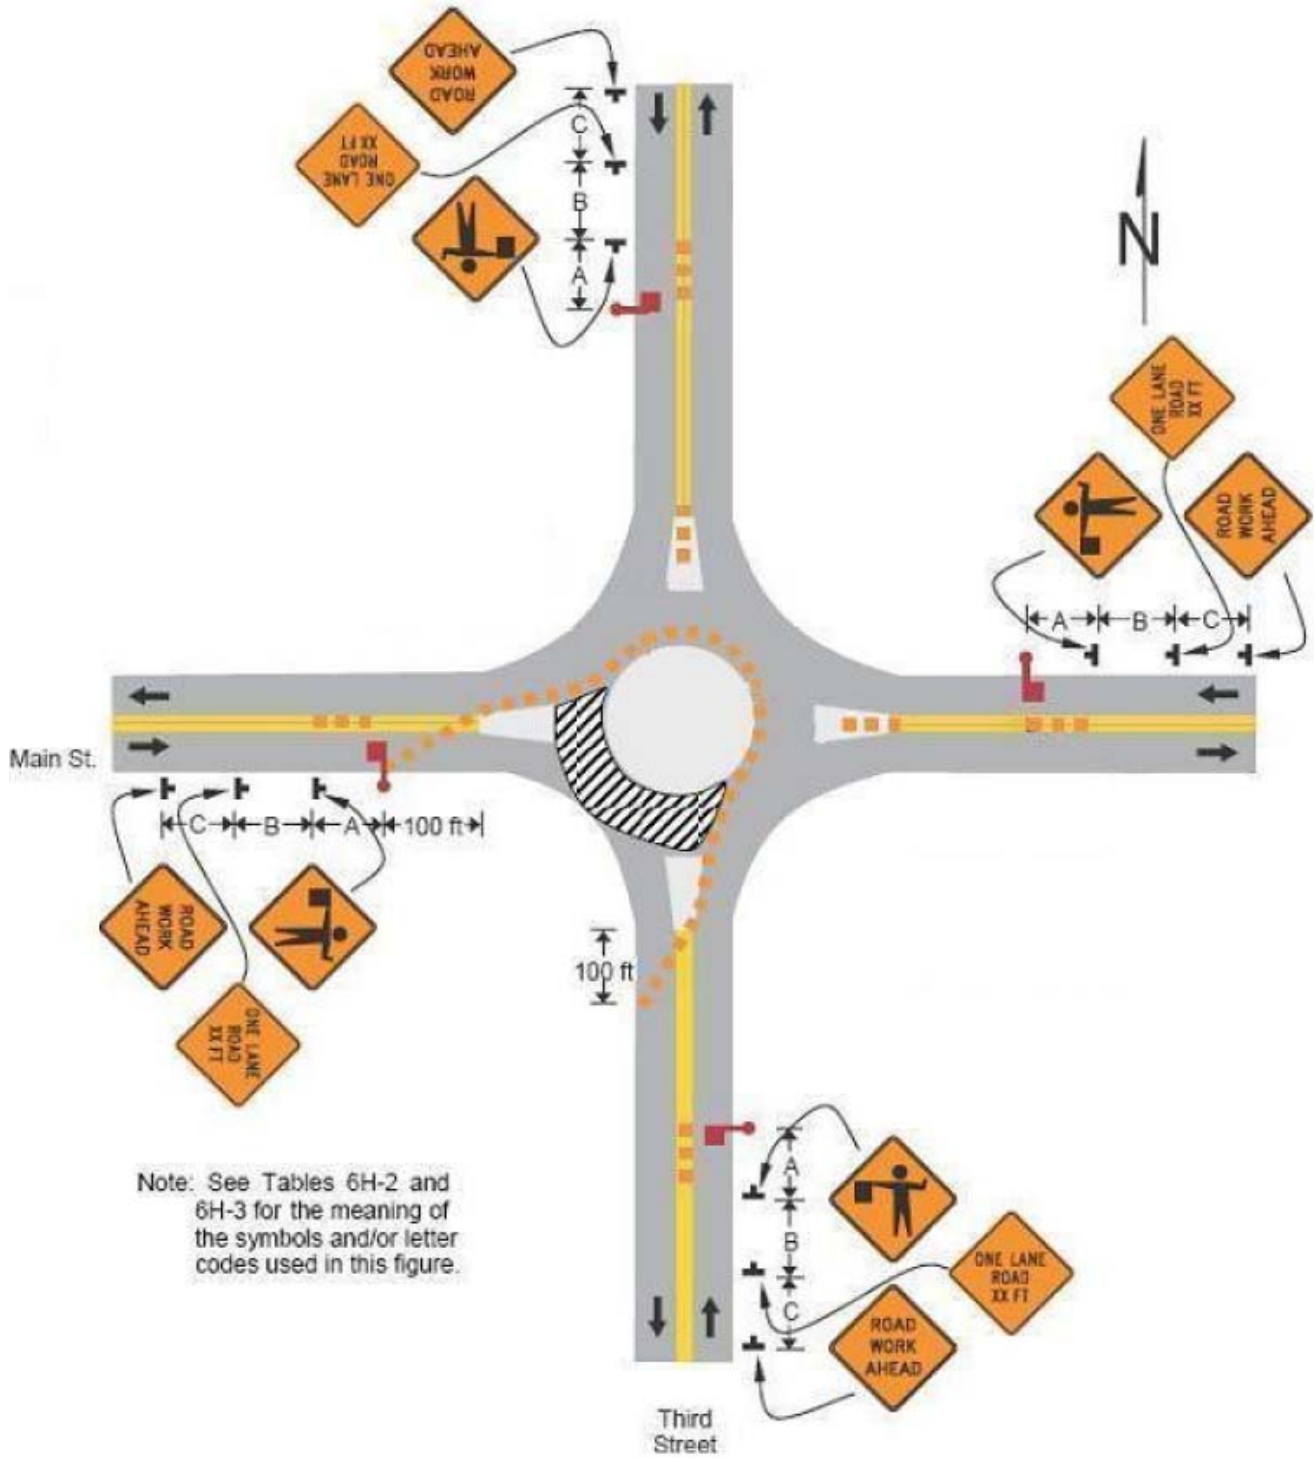 ROAD
WORK
AHEAD
ONE LANE
ROAD
XX FT
C
B
A
N
ONE LANE
ROAD
XX FT
ROAD
WORK
AHEAD
A
B
C
Main St.
C
B
A
100 ft
ROAD
WORK
AHEAD
ONE LANE
ROAD
XX FT
100 ft
Note: See Tables 6H-2 and
6H-3 for the meaning of
the symbols and/or letter
codes used in this figure.
A
B
C
ONE LANE
ROAD
XX FT
ROAD
WORK
AHEAD
Third
Street